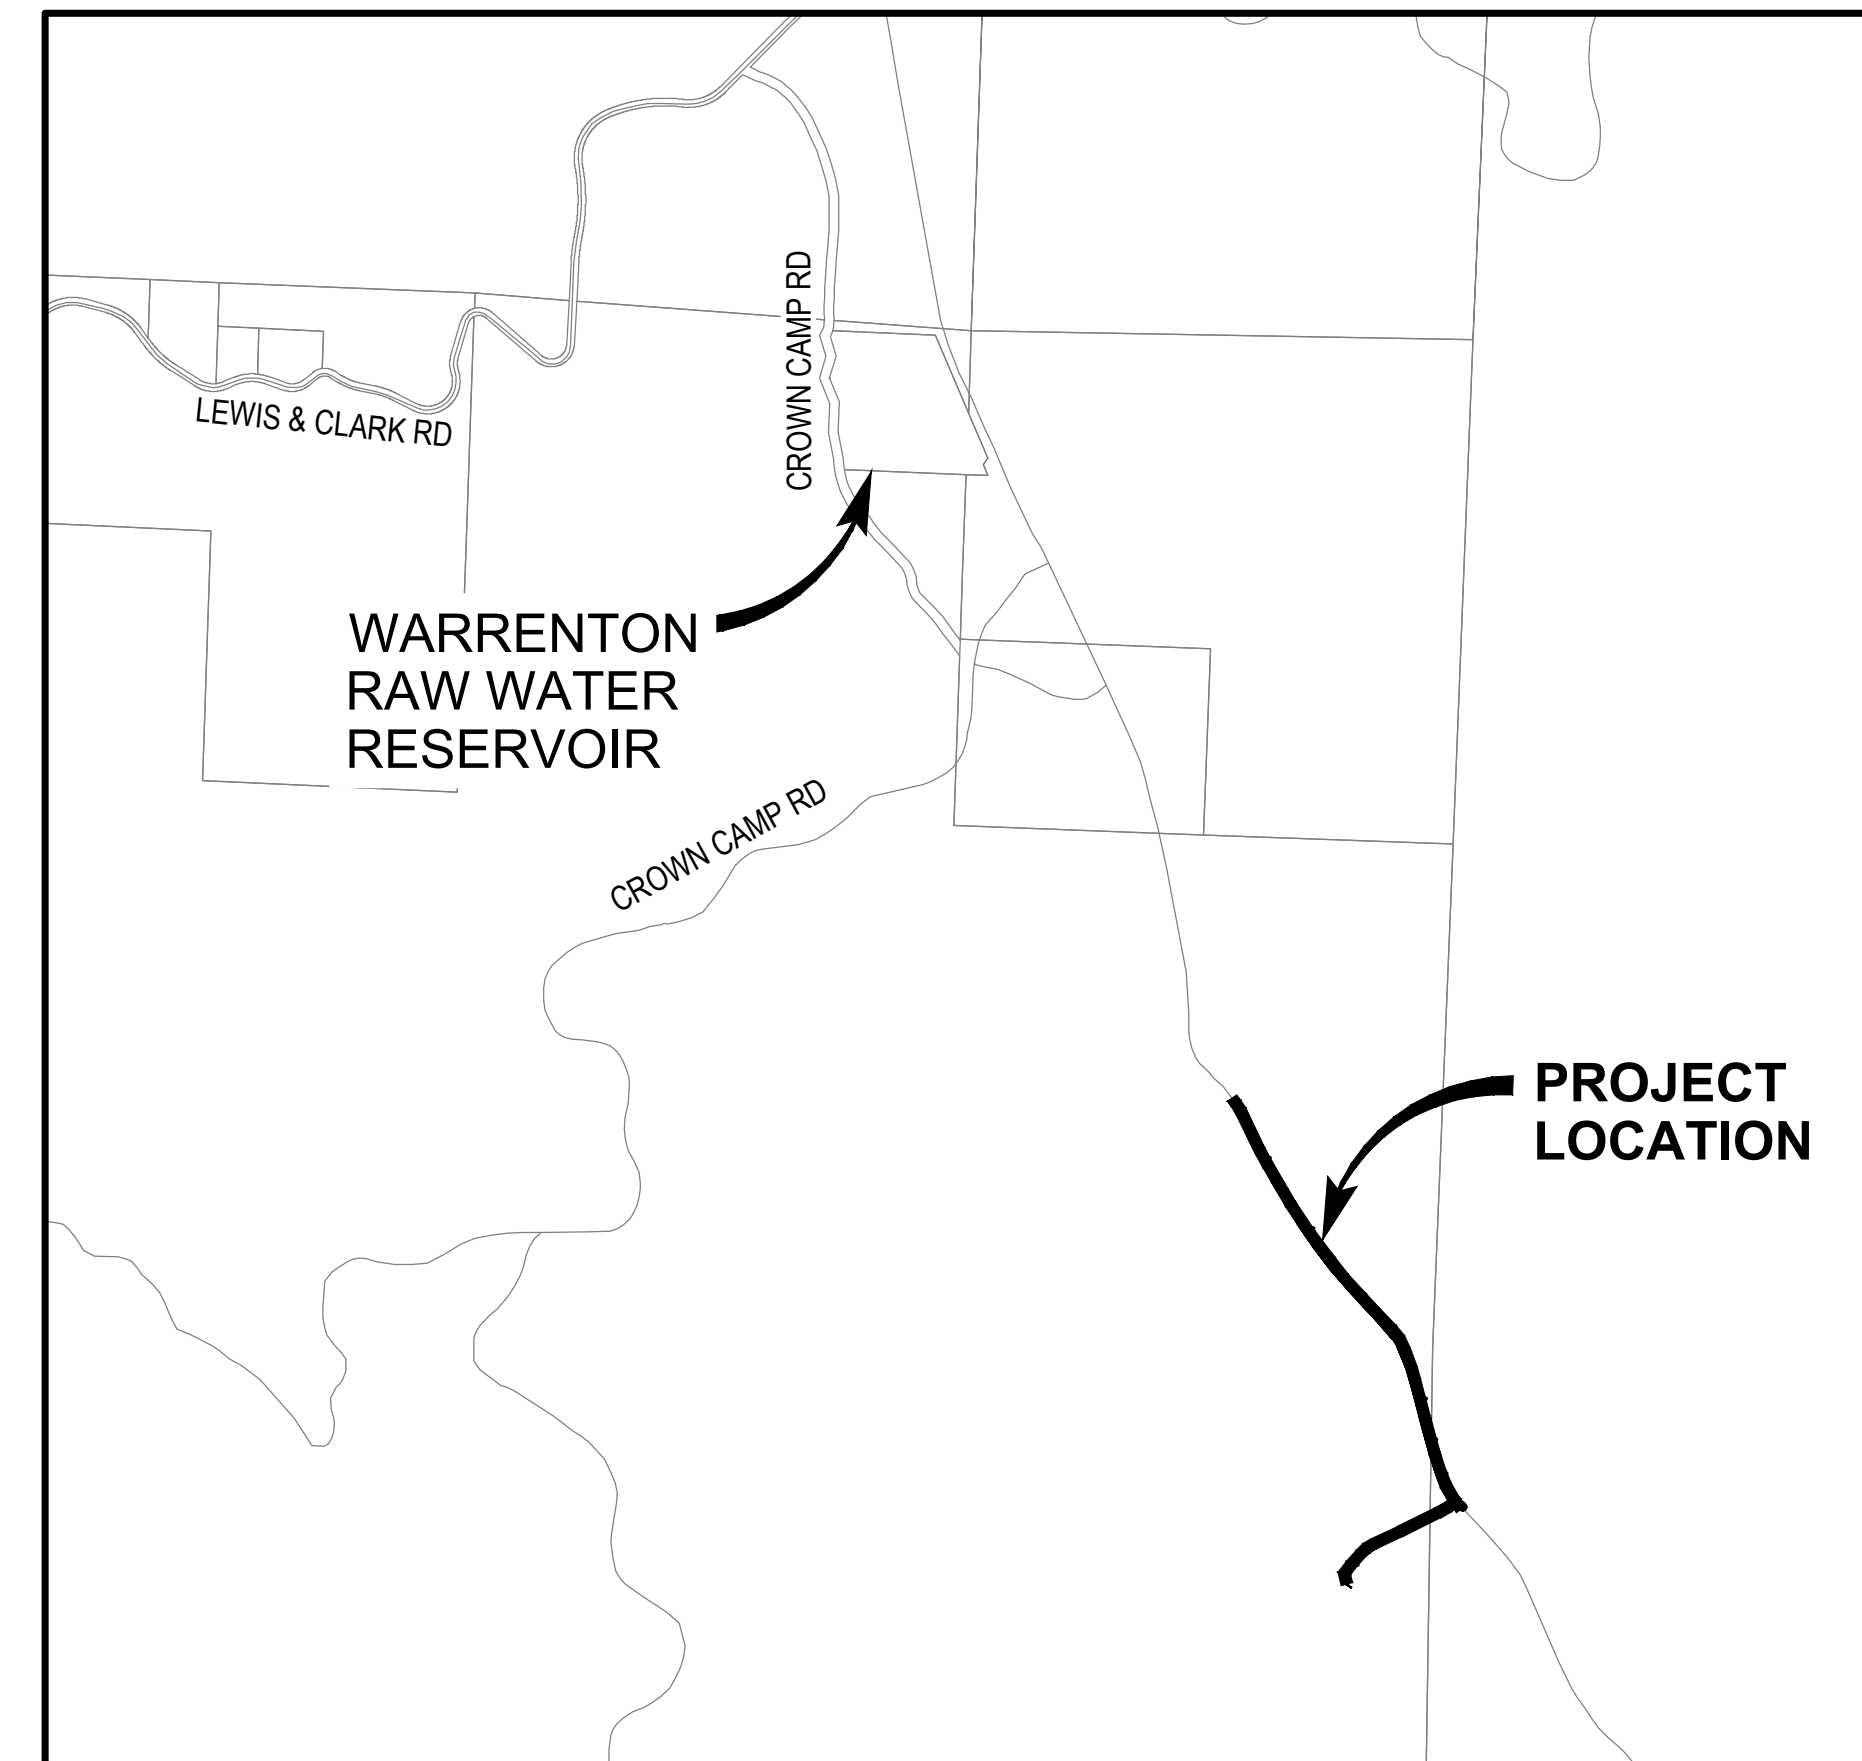 CROWN CAMP RD
LEWIS & CLARK RD
WARRENTON
RAW WATER
RESERVOIR
CROWN CAMP RD
PROJECT
LOCATION